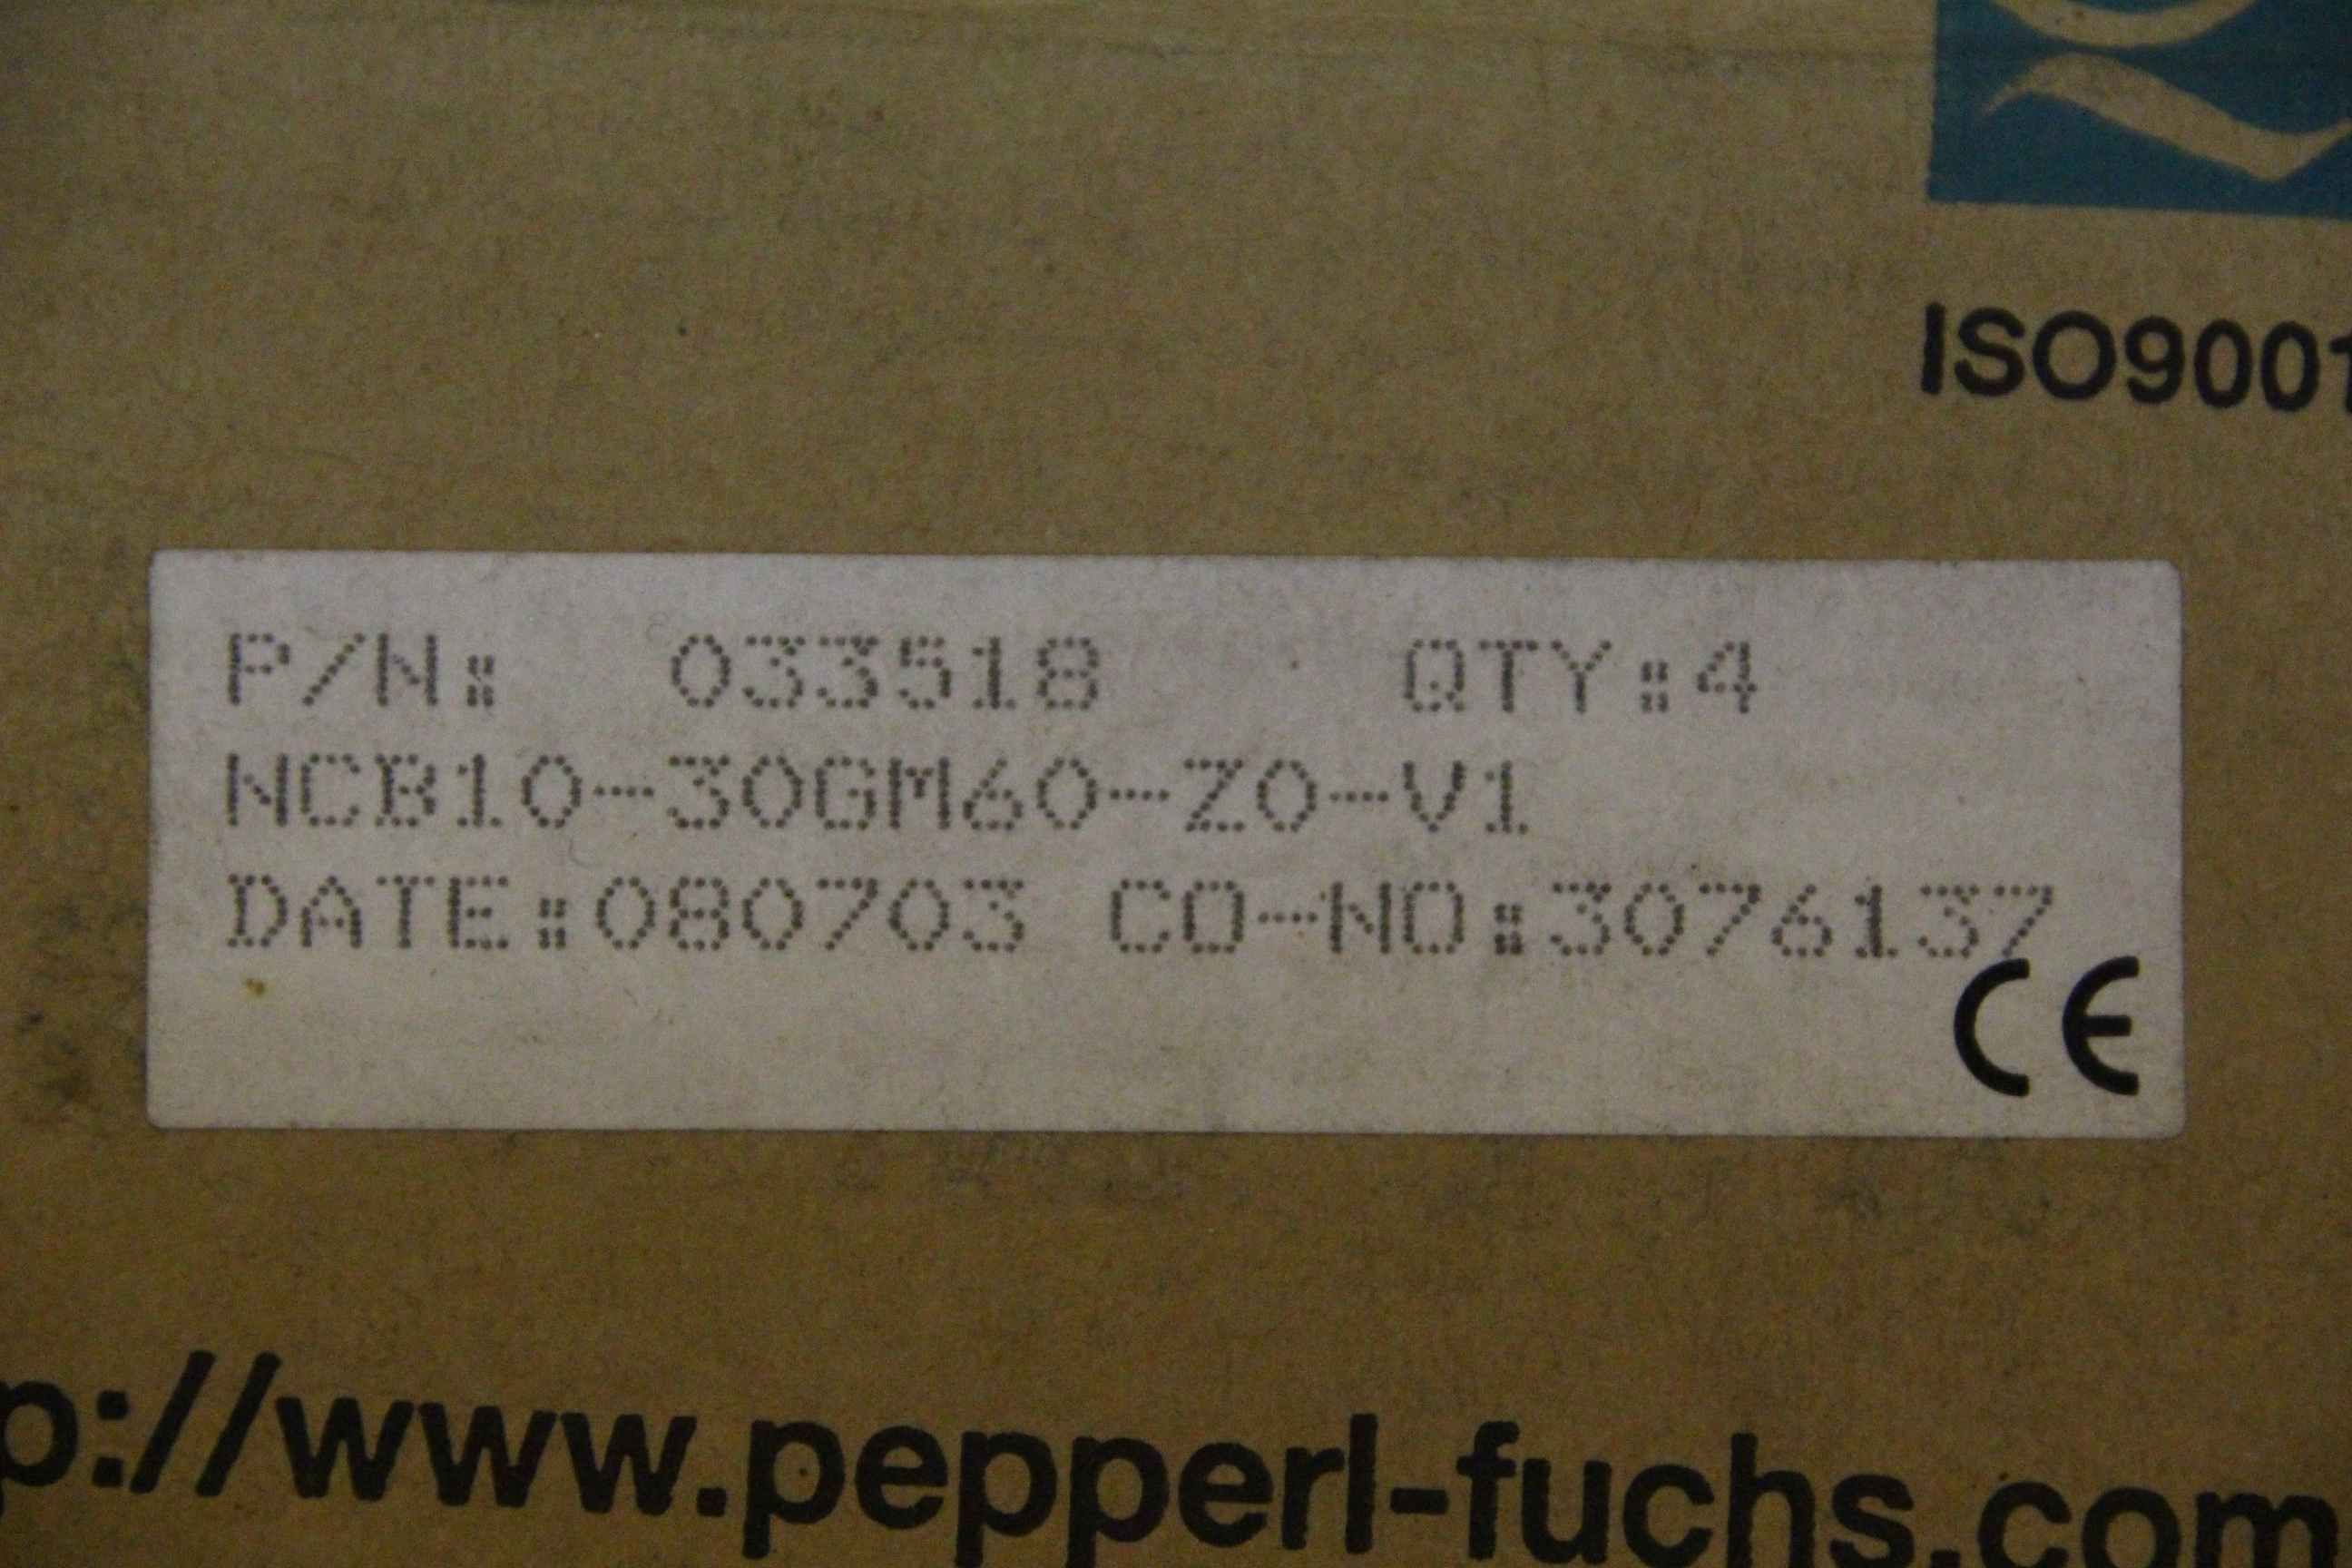 ISO9001
P/N: 033518 QTY:4
NCB10-30GM60-Z0-V1
DATE:080703 CO-NO:3076137
CE
p://www.pepperl-fuchs.com